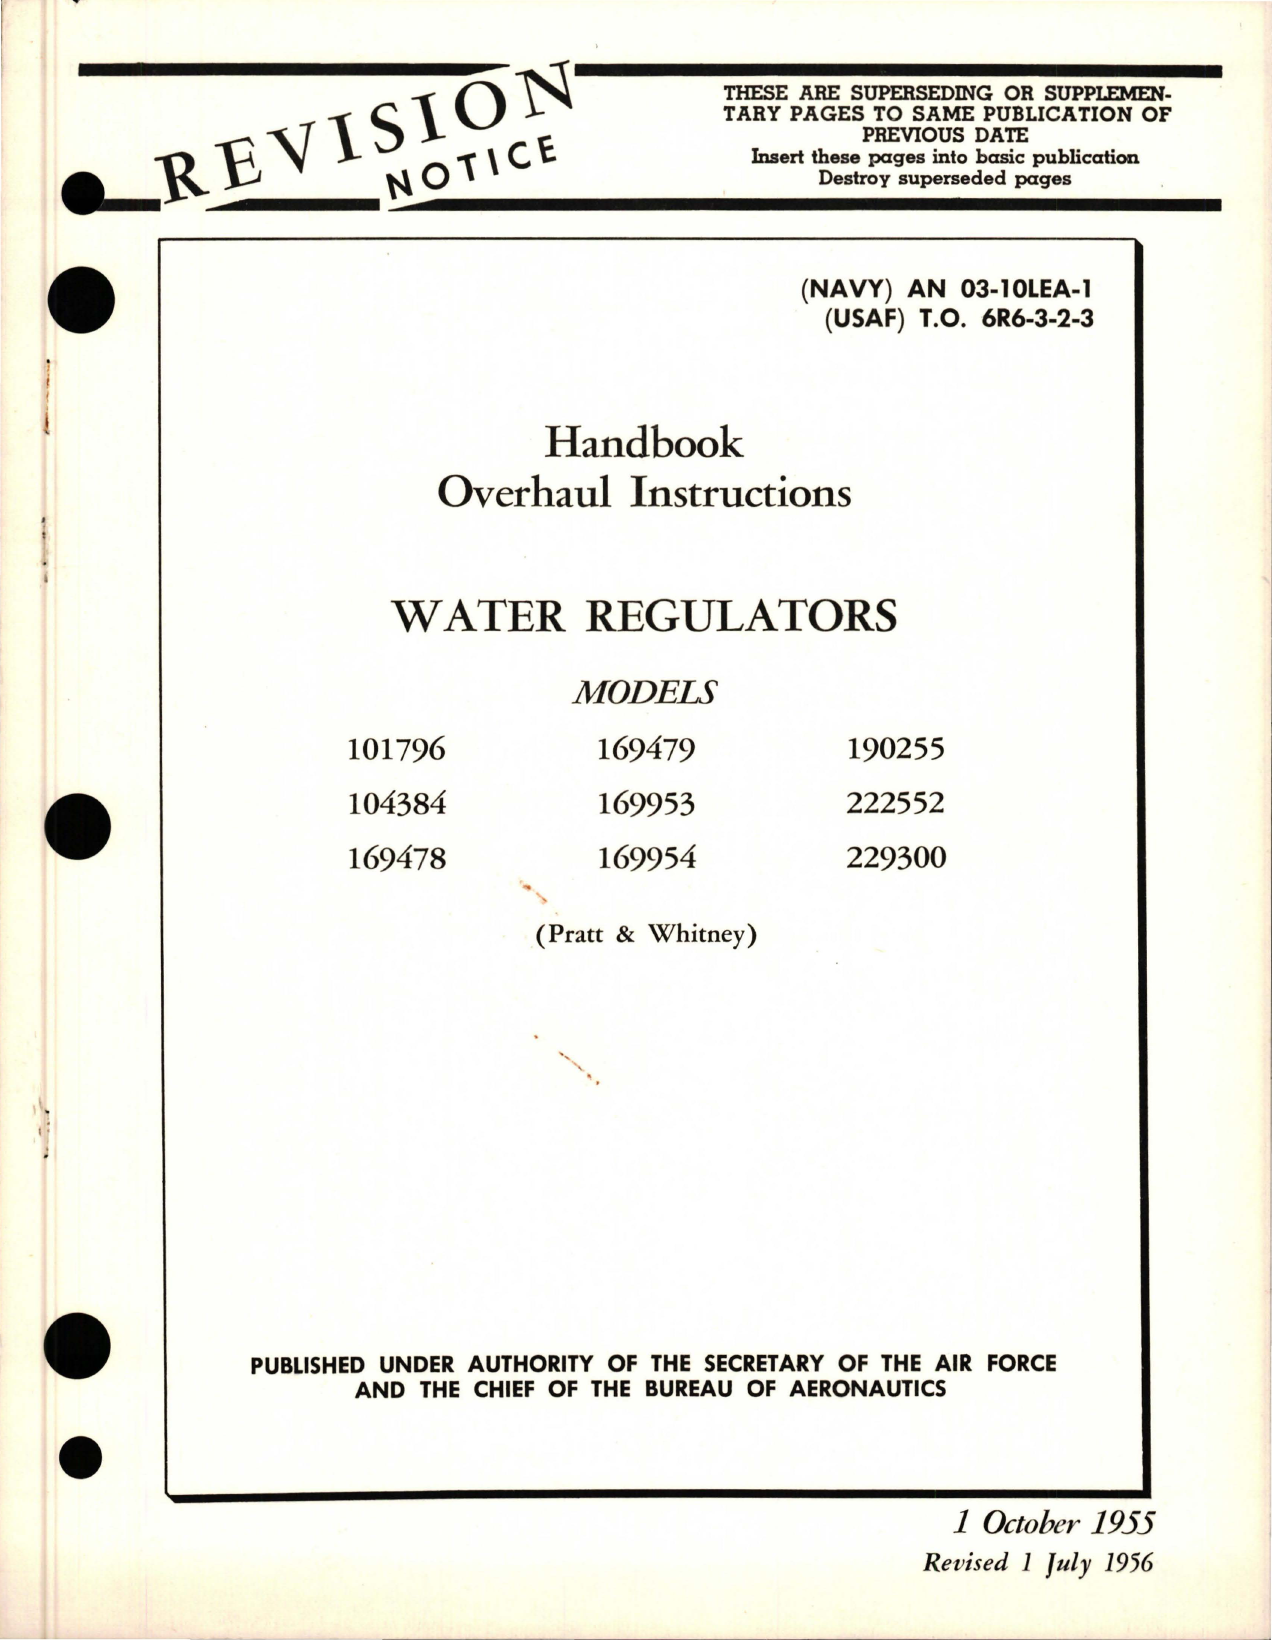 REVISION
NOTICE
THESE ARE SUPERSEDING OR SUPPLEMEN-
TARY PAGES TO SAME PUBLICATION OF
PREVIOUS DATE
Insert these pages into basic publication
Destroy superseded pages
(NAVY) AN 03-10LEA-1
(USAF) T.O. 6R6-3-2-3
Handbook
Overhaul Instructions
WATER REGULATORS
MODELS
101796 169479 190255
104384 169953 222552
169478 169954 229300
(Pratt & Whitney)
PUBLISHED UNDER AUTHORITY OF THE SECRETARY OF THE AIR FORCE
AND THE CHIEF OF THE BUREAU OF AERONAUTICS
1 October 1955
Revised 1 July 1956